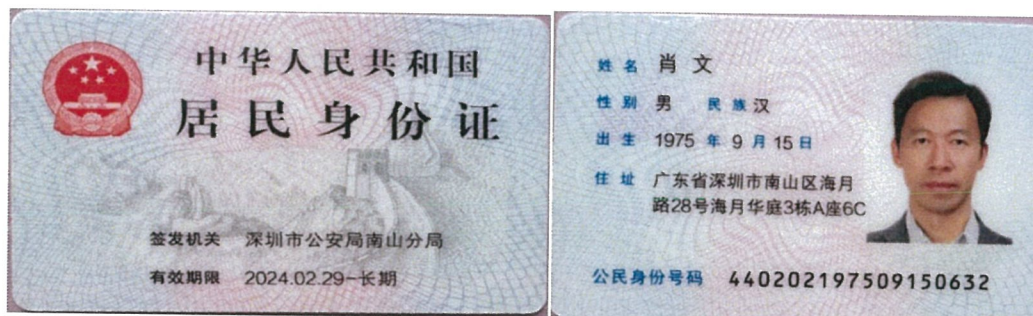 中华人民共和国
居民身份证
签发机关 深圳市公安局南山分局
有效期限 2024.02.29-长期
姓名 肖文
性别 男 民族 汉
出生 1975 年 9 月 15 日
住址 广东省深圳市南山区海月
路28号海月华庭3栋A座6C
公民身份号码 440202197509150632